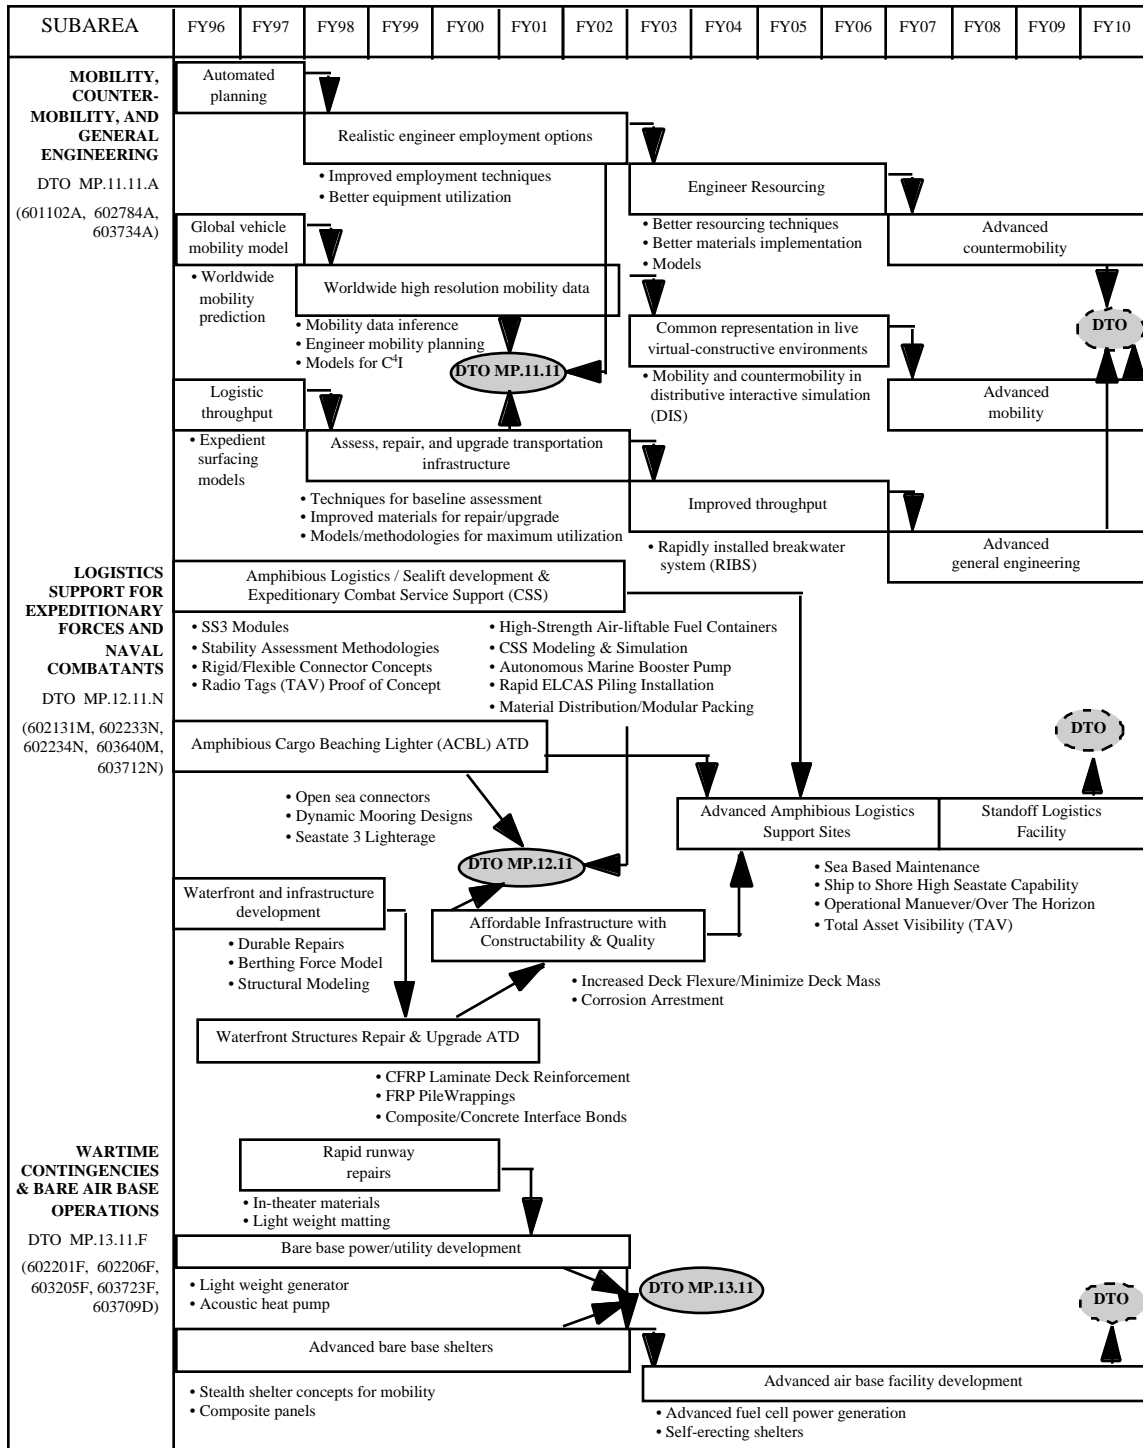 SUBAREA FY96 FY97 FY98 FY99 FY00 FY01 FY02 FY03 FY04 FY05 FY06 FY07 FY08 FY09 FY10
MOBILITY,
COUNTER-
MOBILITY, AND
GENERAL
ENGINEERING
DTO MP.11.11.A
(601102A, 602784A,
603734A)
Automated
planning
Realistic engineer employment options
• Improved employment techniques
• Better equipment utilization
Engineer Resourcing
• Better resourcing techniques
• Better materials implementation
• Models
Advanced
countermobility
Global vehicle
mobility model
• Worldwide
mobility
prediction
Worldwide high resolution mobility data
• Mobility data inference
• Engineer mobility planning
• Models for C⁴I
DTO MP.11.11
Common representation in live
virtual-constructive environments
• Mobility and countermobility in
distributive interactive simulation
(DIS)
DTO
Advanced
mobility
Logistic
throughput
• Expedient
surfacing
models
Assess, repair, and upgrade transportation
infrastructure
• Techniques for baseline assessment
• Improved materials for repair/upgrade
• Models/methodologies for maximum utilization
Improved throughput
• Rapidly installed breakwater
system (RIBS)
Advanced
general engineering
LOGISTICS
SUPPORT FOR
EXPEDITIONARY
FORCES AND
NAVAL
COMBATANTS
DTO MP.12.11.N
(602131M, 602233N,
602234N, 603640M,
603712N)
Amphibious Logistics / Sealift development &
Expeditionary Combat Service Support (CSS)
• SS3 Modules
• Stability Assessment Methodologies
• Rigid/Flexible Connector Concepts
• Radio Tags (TAV) Proof of Concept
• High-Strength Air-liftable Fuel Containers
• CSS Modeling & Simulation
• Autonomous Marine Booster Pump
• Rapid ELCAS Piling Installation
• Material Distribution/Modular Packing
Amphibious Cargo Beaching Lighter (ACBL) ATD
• Open sea connectors
• Dynamic Mooring Designs
• Seastate 3 Lighterage
DTO MP.12.11
DTO
Advanced Amphibious Logistics
Support Sites
Standoff Logistics
Facility
• Sea Based Maintenance
• Ship to Shore High Seastate Capability
• Operational Manuever/Over The Horizon
• Total Asset Visibility (TAV)
Waterfront and infrastructure
development
• Durable Repairs
• Berthing Force Model
• Structural Modeling
Affordable Infrastructure with
Constructability & Quality
• Increased Deck Flexure/Minimize Deck Mass
• Corrosion Arrestment
Waterfront Structures Repair & Upgrade ATD
• CFRP Laminate Deck Reinforcement
• FRP PileWrappings
• Composite/Concrete Interface Bonds
WARTIME
CONTINGENCIES
& BARE AIR BASE
OPERATIONS
DTO MP.13.11.F
(602201F, 602206F,
603205F, 603723F,
603709D)
Rapid runway
repairs
• In-theater materials
• Light weight matting
Bare base power/utility development
• Light weight generator
• Acoustic heat pump
DTO MP.13.11
DTO
Advanced bare base shelters
• Stealth shelter concepts for mobility
• Composite panels
Advanced air base facility development
• Advanced fuel cell power generation
• Self-erecting shelters